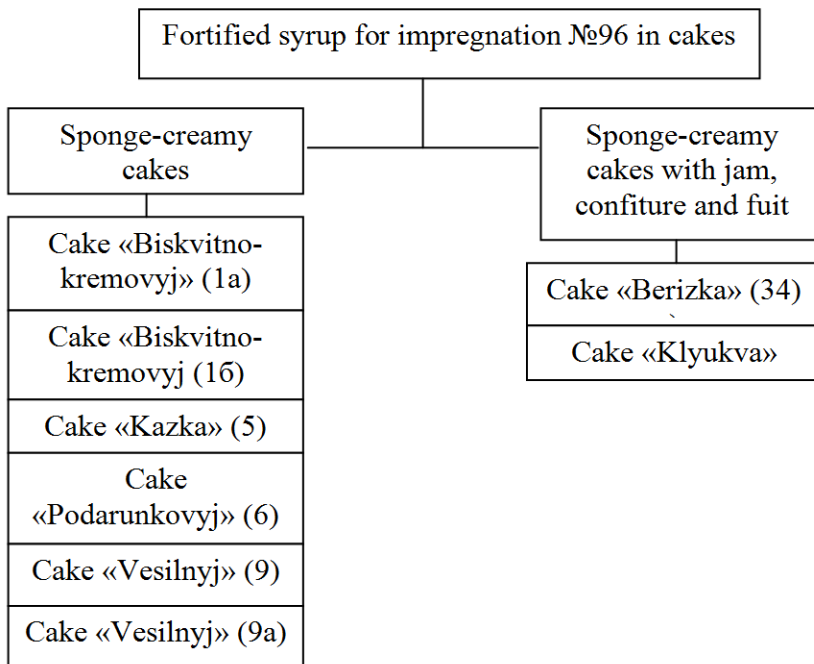 Fortified syrup for impregnation №96 in cakes
Sponge-creamy
cakes
Cake «Biskvitno-
kremovyj» (1a)
Cake «Biskvitno-
kremovyj (1б)
Cake «Kazka» (5)
Cake
«Podarunkovyj» (6)
Cake «Vesilnyj» (9)
Cake «Vesilnyj» (9a)
Sponge-creamy
cakes with jam,
confiture and fuit
Cake «Berizka» (34)
Cake «Klyukva»